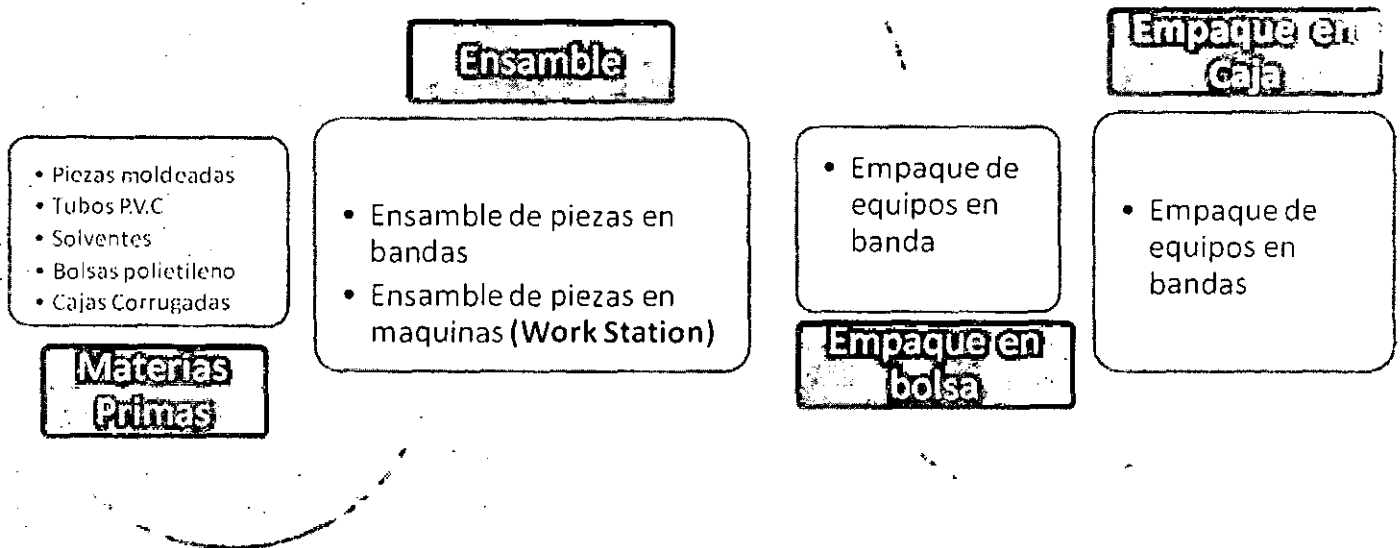 • Piezas moldeadas
• Tubos P.V.C
• Solventes
• Bolsas polietileno
• Cajas Corrugadas
Materias
Primas
Ensamble
• Ensamble de piezas en
bandas
• Ensamble de piezas en
maquinas (Work Station)
• Empaque de
equipos en
banda
Empaque en
bolsa
Empaque en
Caja
• Empaque de
equipos en
bandas